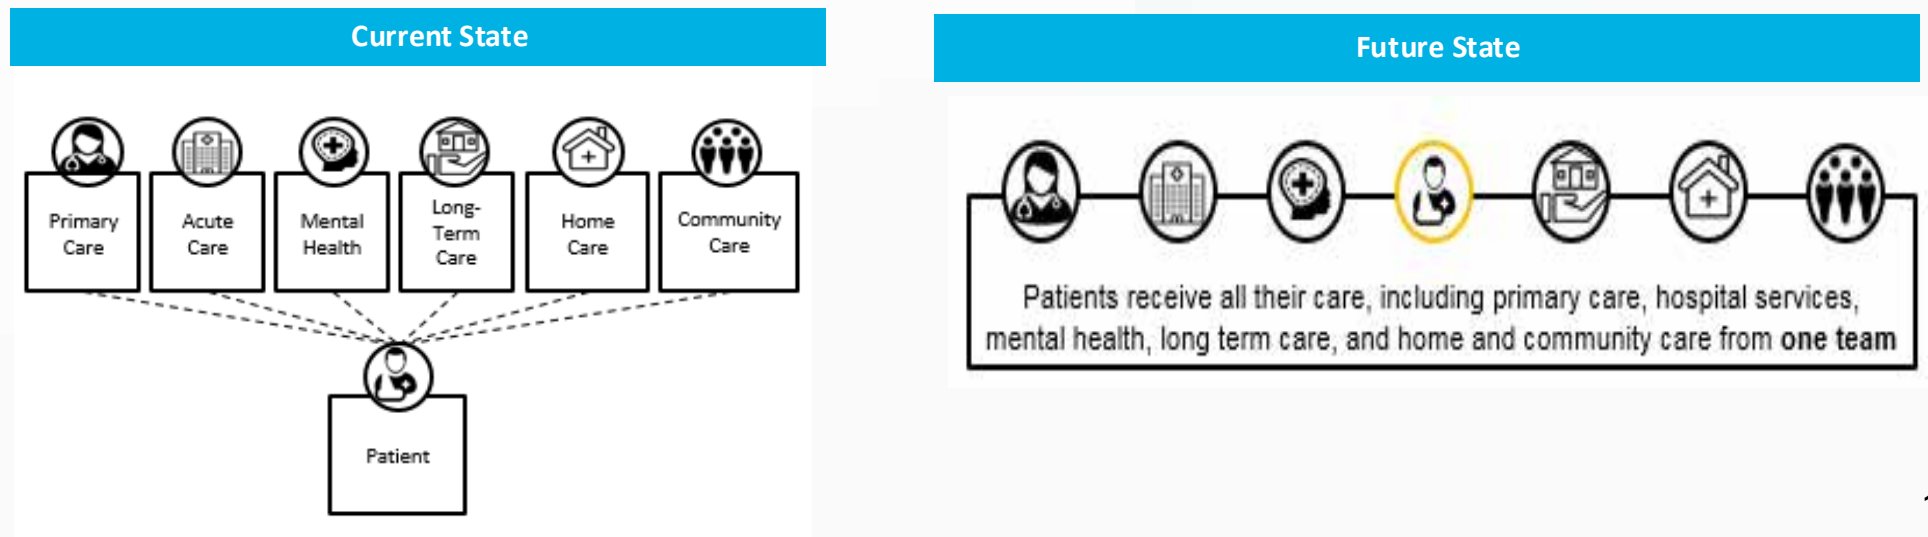 Current State
Primary
Care
Acute
Care
Mental
Health
Long-
Term
Care
Home
Care
Community
Care
Patient
Future State
Patients receive all their care, including primary care, hospital services,
mental health, long term care, and home and community care from one team